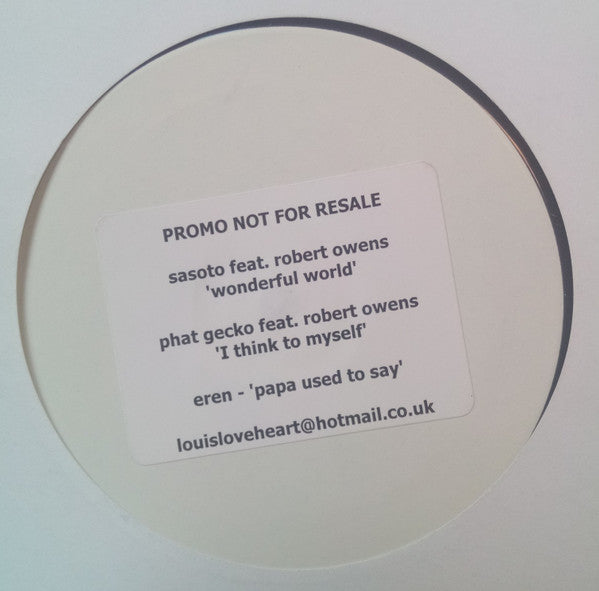 PROMO NOT FOR RESALE
sasoto feat. robert owens
'wonderful world'
phat gecko feat. robert owens
'I think to myself'
eren - 'papa used to say'
louisloveheart@hotmail.co.uk